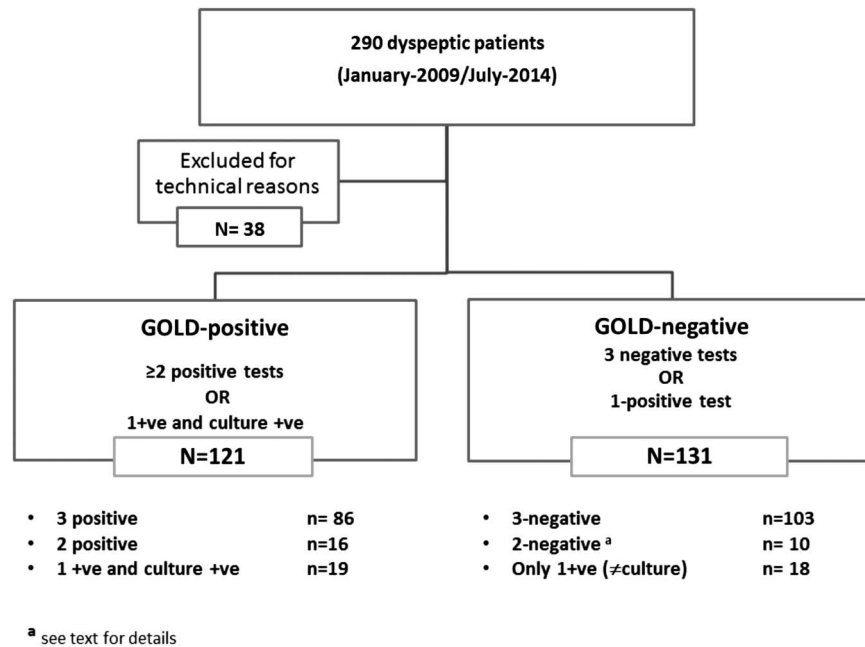 290 dyspeptic patients
(January-2009/July-2014)
Excluded for
technical reasons
N= 38
GOLD-positive
≥2 positive tests
OR
1+ve and culture +ve
N=121
GOLD-negative
3 negative tests
OR
1-positive test
N=131
• 3 positive n= 86
• 2 positive n=16
• 1 +ve and culture +ve n=19
• 3-negative n=103
• 2-negative ª n= 10
• Only 1+ve (≠culture) n= 18
a see text for details